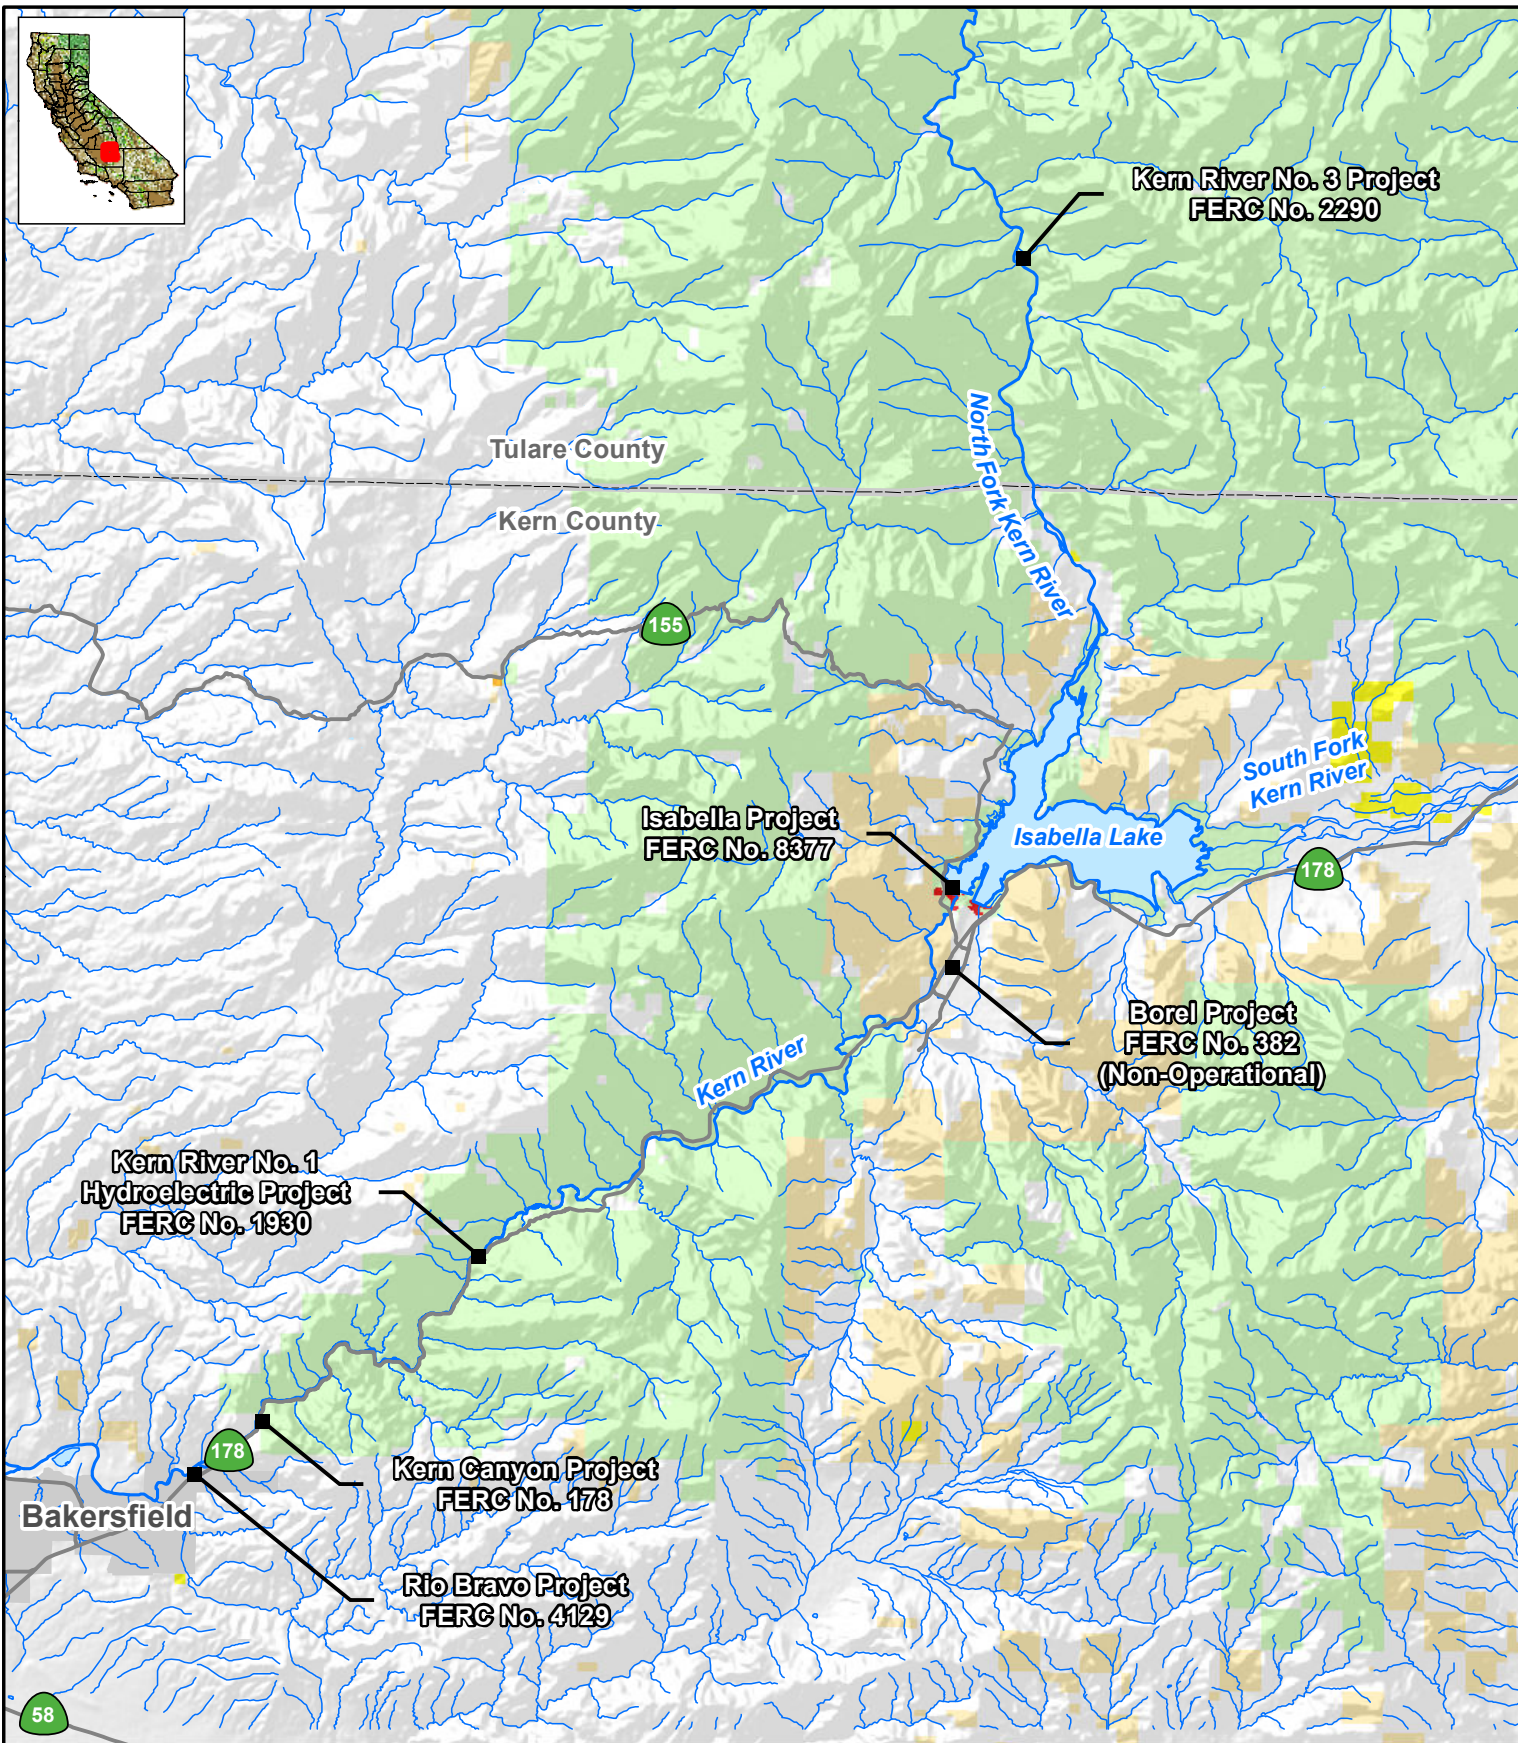 Kern River No. 3 Project
FERC No. 2290
North Fork Kern River
Tulare County
Kern County
155
South Fork
Kern River
Isabella Project
FERC No. 8377
Isabella Lake
178
Borel Project
FERC No. 382
(Non-Operational)
Kern River
Kern River No. 1
Hydroelectric Project
FERC No. 1930
178
Kern Canyon Project
FERC No. 178
Bakersfield
Rio Bravo Project
FERC No. 4129
58